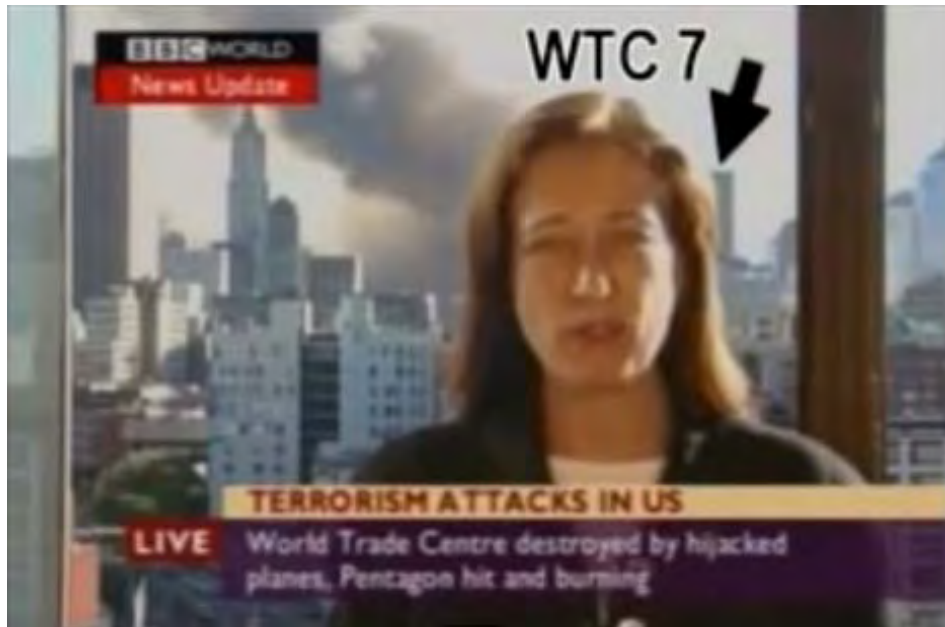 BBC WORLD
News Update
WTC 7
TERRORISM ATTACKS IN US
LIVE
World Trade Centre destroyed by hijacked
planes, Pentagon hit and burning